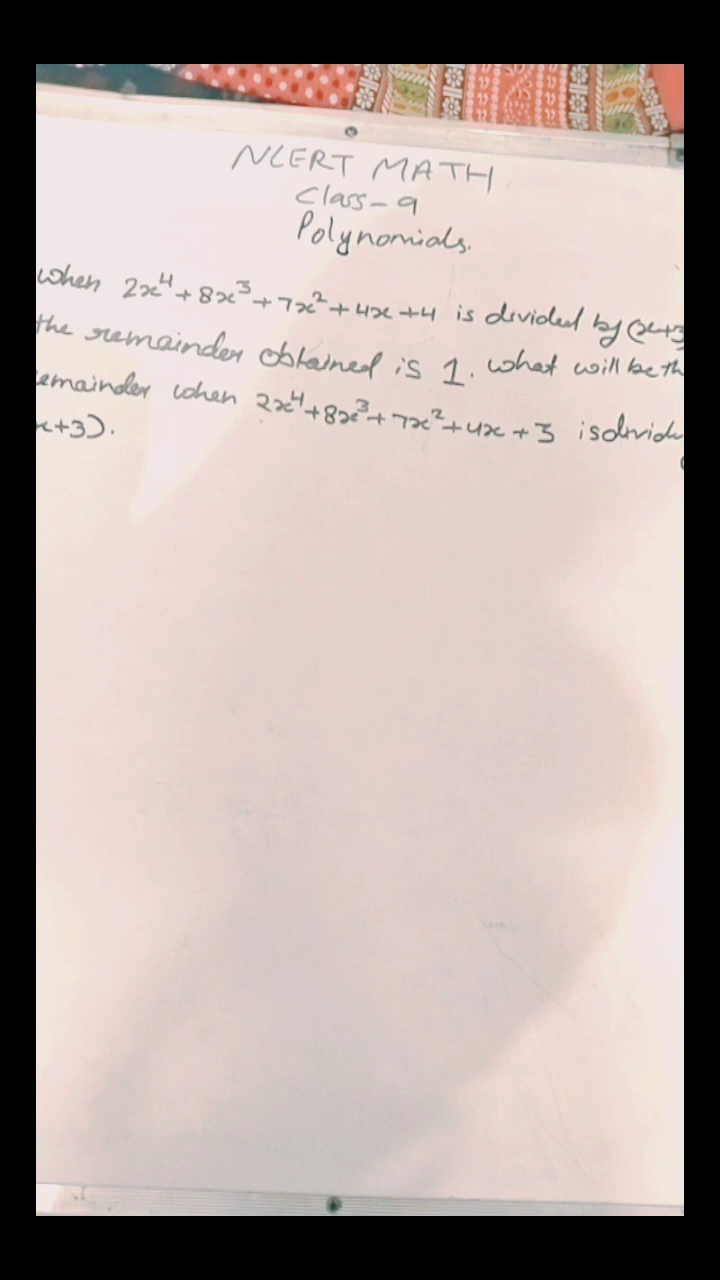 NCERT MATH
Class-9
Polynomials.
when 2x⁴+8x³+7x²+4x+4 is divided by (x+3
the remainder obtained is 1. What will be th
emainder when 2x⁴+8x³+7x²+4x+3 is divid
x+3).